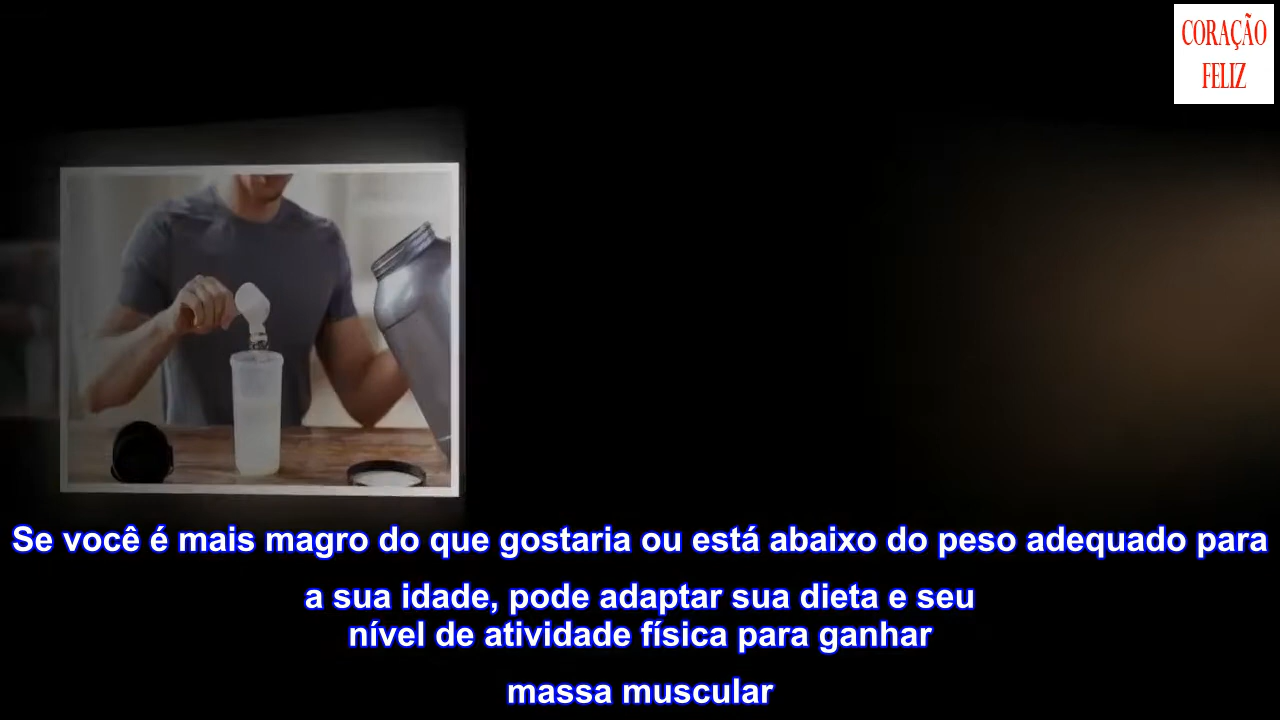 CORAÇÃO
FELIZ
Se você é mais magro do que gostaria ou está abaixo do peso adequado para
a sua idade, pode adaptar sua dieta e seu
nível de atividade física para ganhar
massa muscular